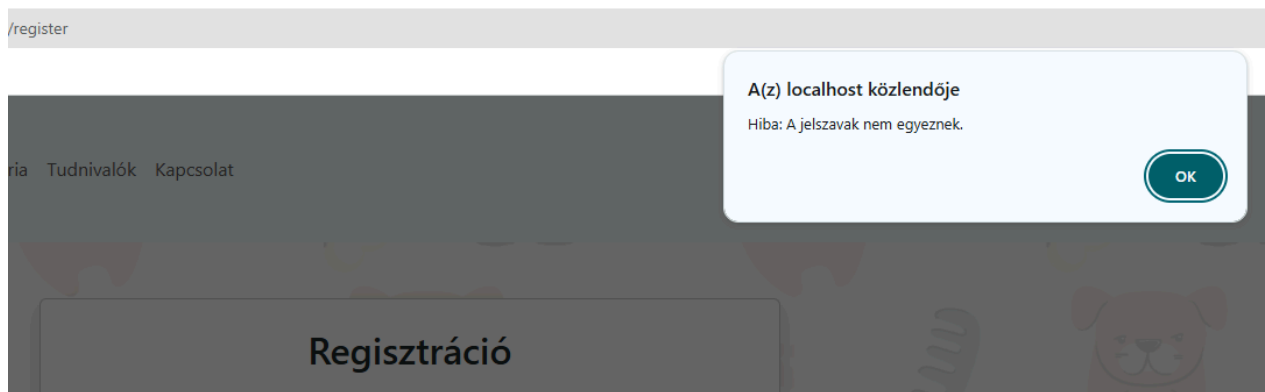 /register
A(z) localhost közlendője
Hiba: A jelszavak nem egyeznek.
OK
ria Tudnivalók Kapcsolat
Regisztráció